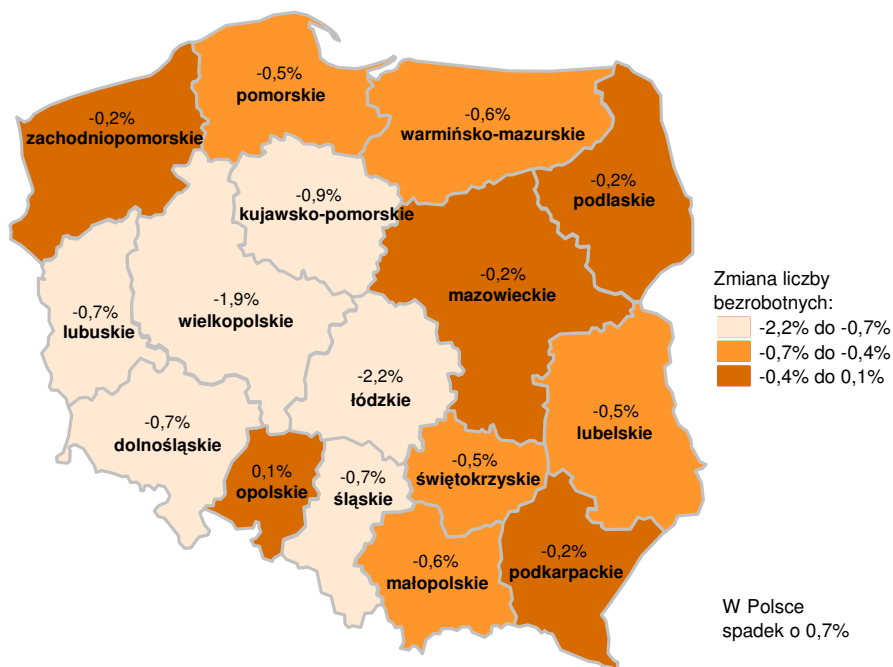 -0,5%
pomorskie
-0,2%
zachodniopomorskie
-0,6%
warmińsko-mazurskie
-0,2%
podlaskie
-0,9%
kujawsko-pomorskie
-0,2%
mazowieckie
-0,7%
lubuskie
-1,9%
wielkopolskie
-2,2%
łódzkie
-0,7%
dolnośląskie
0,1%
opolskie
-0,7%
śląskie
-0,5%
świętokrzyskie
-0,5%
lubelskie
-0,6%
małopolskie
-0,2%
podkarpackie
Zmiana liczby
bezrobotnych:
-2,2% do -0,7%
-0,7% do -0,4%
-0,4% do 0,1%
W Polsce
spadek o 0,7%